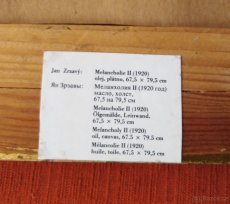 Jan Zrzavý: Melancholie II (1920)
olej, plátno, 67,5 × 79,5 cm
Ян Зрзавы: Меланхолия II (1920 год)
масло, холст,
67,5 на 79,5 cm
Melancholie II (1920)
Ölgemälde, Leinwand,
67,5 × 79,5 cm
Melancholy II (1920)
oil, canvas, 67,5 × 79,5 cm
Mélancolie II (1920)
huile, toile, 67,5 × 79,5 cm